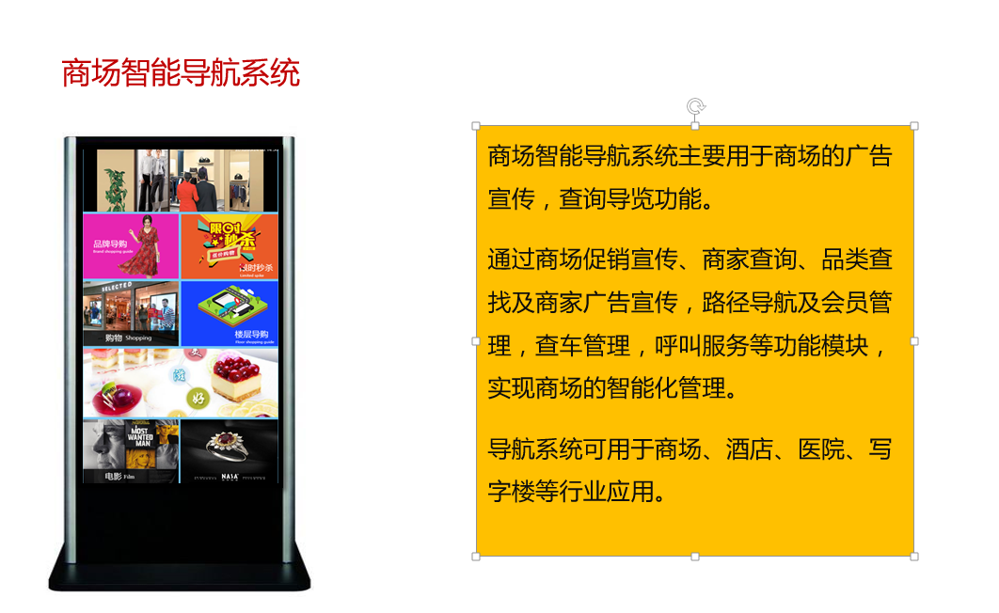 商场智能导航系统
商场智能导航系统主要用于商场的广告
宣传，查询导览功能。
通过商场促销宣传、商家查询、品类查
找及商家广告宣传，路径导航及会员管
理，查车管理，呼叫服务等功能模块，
实现商场的智能化管理。
导航系统可用于商场、酒店、医院、写
字楼等行业应用。
品牌导购
Brand shopping guide
限时
秒杀
限时秒杀
Limited spike
SELECTED
购物 Shopping
楼层导购
Floor shopping guide
好
A
MOST
WANTED
MAN
电影 Film
NASA